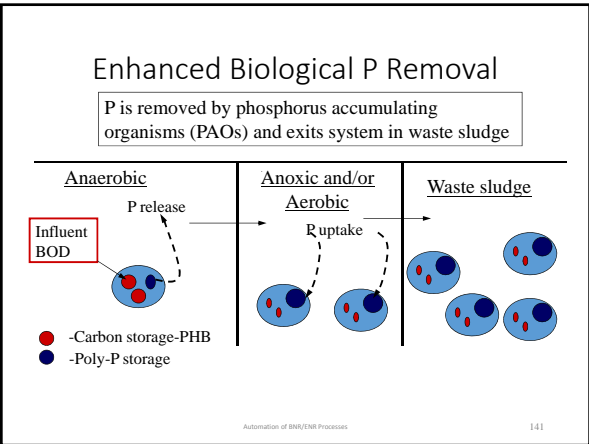 Enhanced Biological P Removal
P is removed by phosphorus accumulating
organisms (PAOs) and exits system in waste sludge
Anaerobic
P release
Influent
BOD
Anoxic and/or
Aerobic
P uptake
Waste sludge
-Carbon storage-PHB
-Poly-P storage
Automation of BNR/ENR Processes
141